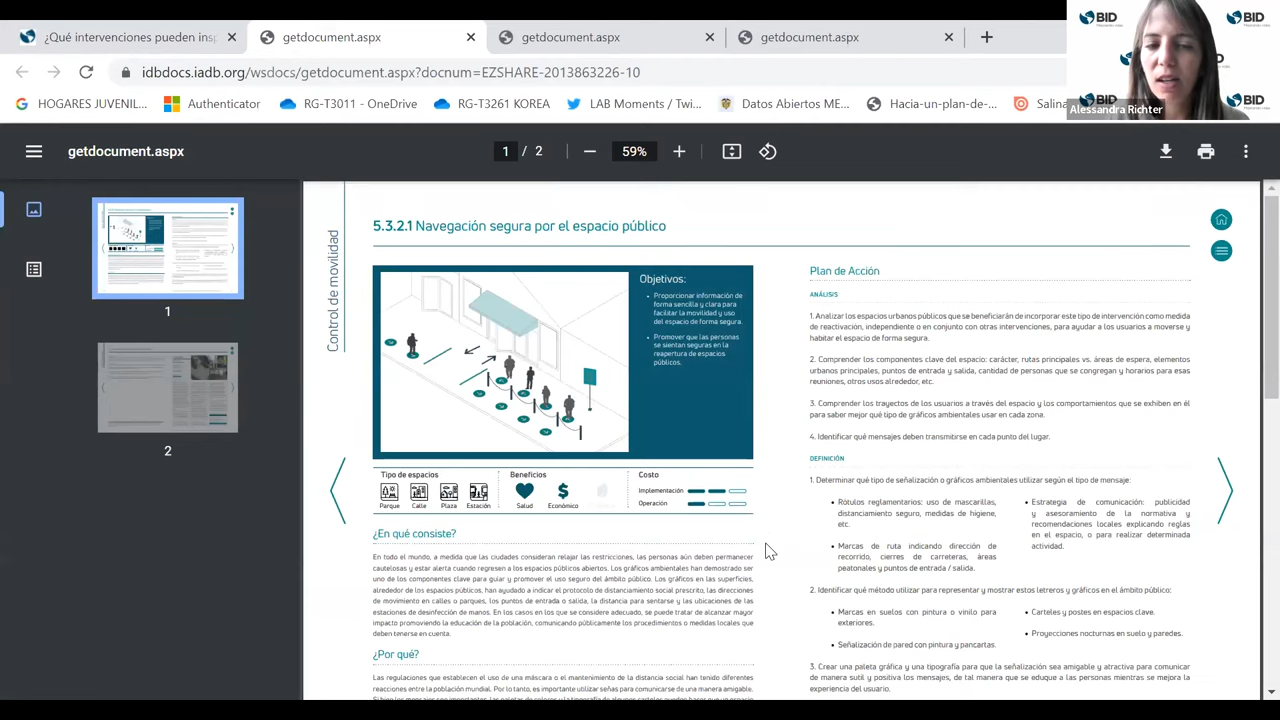 ¿Qué intervenciones pueden insp
getdocument.aspx
getdocument.aspx
getdocument.aspx
BID
BID
idbdocs.iadb.org/wsdocs/getdocument.aspx?docnum=EZSHARE-2013863226-10
HOGARES JUVENIL...
Authenticator
RG-T3011 - OneDrive
RG-T3261 KOREA
LAB Moments / Twi...
Datos Abiertos ME...
Hacia-un-plan-de-...
Salina
BID
BID
Alessandra Richter
getdocument.aspx
1 / 2
59%
1
2
Control de movilidad
5.3.2.1 Navegación segura por el espacio público
Objetivos:
• Proporcionar información de
forma sencilla y clara para
facilitar la movilidad y uso
del espacio de forma segura.
• Promover que las personas
se sientan seguras en la
reapertura de espacios
públicos.
Tipo de espacios
Parque
Calle
Plaza
Estación
Beneficios
Salud
Económico
Costo
Implementación
Operación
¿En qué consiste?
En todo el mundo, a medida que las ciudades consideran relajar las restricciones, las personas aún deben permanecer
cautelosas y estar alerta cuando regresen a los espacios públicos abiertos. Los gráficos ambientales han demostrado ser
uno de los componentes clave para guiar y promover el uso seguro del ámbito público. Los gráficos en las superficies,
alrededor de los espacios públicos, han ayudado a indicar el protocolo de distanciamiento social prescrito, las direcciones
de movimiento en calles o parques, los puntos de entrada o salida, la distancia para sentarse y las ubicaciones de las
estaciones de desinfección de manos. En los casos en los que se considere adecuado, se puede tratar de alcanzar mayor
impacto promoviendo la educación de la población, comunicando públicamente los procedimientos o medidas locales que
deben tenerse en cuenta.
¿Por qué?
Las regulaciones que establecen el uso de una máscara o el mantenimiento de la distancia social han tenido diferentes
reacciones entre la población mundial. Por lo tanto, es importante utilizar señas para comunicarse de una manera amigable.
Plan de Acción
ANÁLISIS
1. Analizar los espacios urbanos públicos que se beneficiarán de incorporar este tipo de intervención como medida
de reactivación, independiente o en conjunto con otras intervenciones, para ayudar a los usuarios a moverse y
habitar el espacio de forma segura.
2. Comprender los componentes clave del espacio: carácter, rutas principales vs. áreas de espera, elementos
urbanos principales, puntos de entrada y salida, cantidad de personas que se congregan y horarios para esas
reuniones, otros usos alrededor, etc.
3. Comprender los trayectos de los usuarios a través del espacio y los comportamientos que se exhiben en él
para saber mejor qué tipo de gráficos ambientales usar en cada zona.
4. Identificar qué mensajes deben transmitirse en cada punto del lugar.
DEFINICIÓN
1. Determinar qué tipo de señalización o gráficos ambientales utilizar según el tipo de mensaje:
• Rótulos reglamentarios: uso de mascarillas,
distanciamiento seguro, medidas de higiene,
etc.
• Marcas de ruta indicando dirección de
recorrido, cierres de carreteras, áreas
peatonales y puntos de entrada / salida.
• Estrategia de comunicación: publicidad
y asesoramiento de la normativa y
recomendaciones locales explicando reglas
en el espacio, o para realizar determinada
actividad.
2. Identificar qué método utilizar para representar y mostrar estos letreros y gráficos en el ámbito público:
• Marcas en suelos con pintura o vinilo para
exteriores.
• Señalización de pared con pintura y pancartas.
• Carteles y postes en espacios clave.
• Proyecciones nocturnas en suelo y paredes.
3. Crear una paleta gráfica y una tipografía para que la señalización sea amigable y atractiva para comunicar
de manera sutil y positiva los mensajes, de tal manera que se eduque a las personas mientras se mejora la
experiencia del usuario.